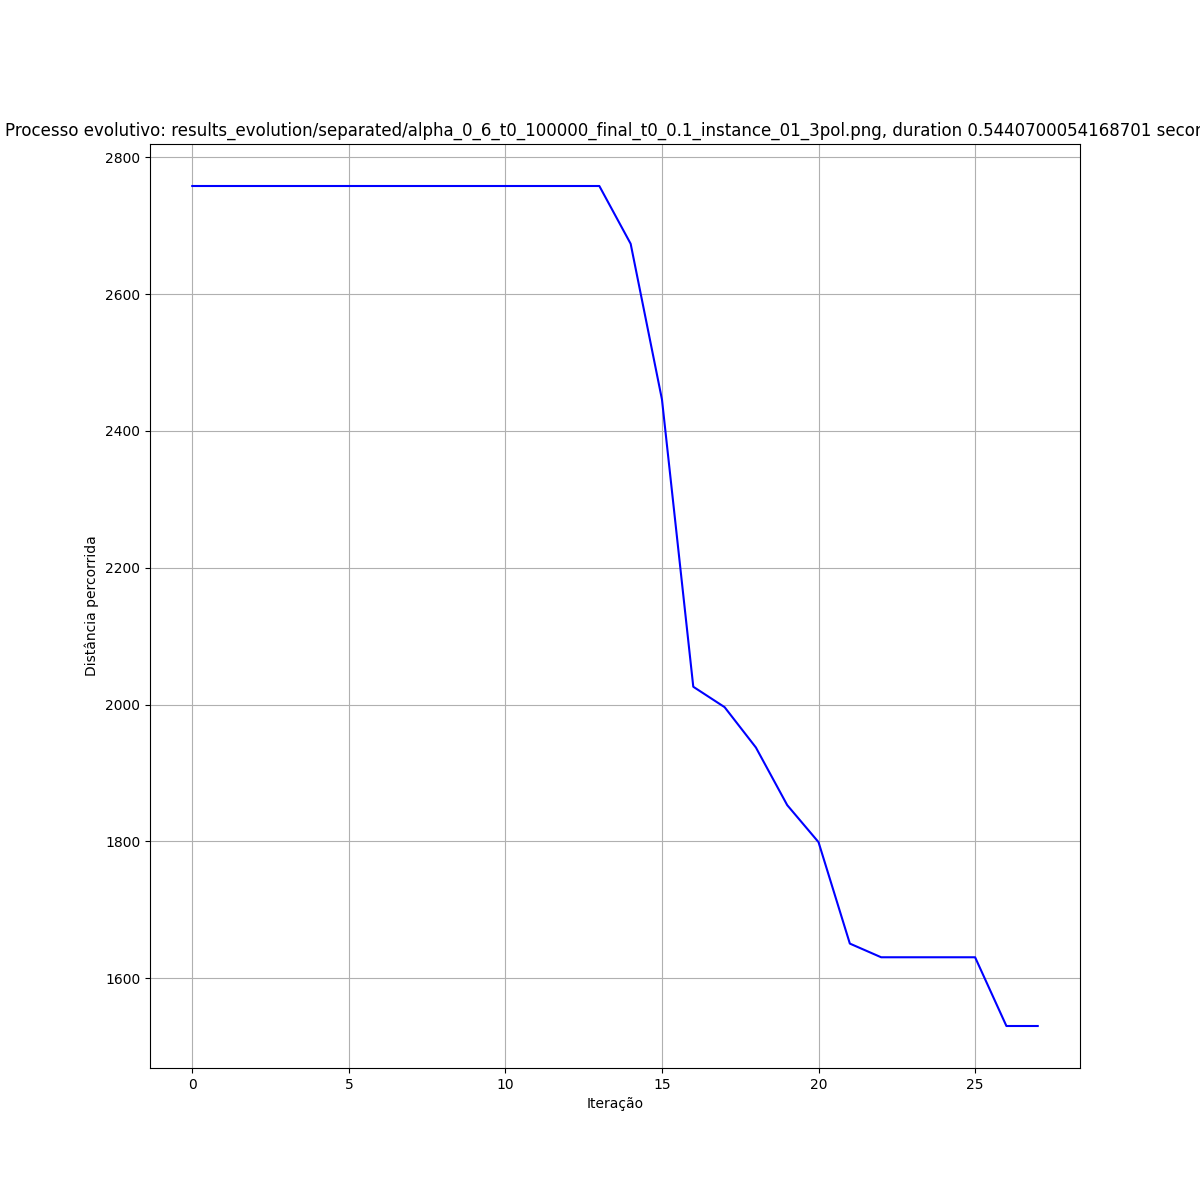 Processo evolutivo: results_evolution/separated/alpha_0_6_t0_100000_final_t0_0.1_instance_01_3pol.png, duration 0.5440700054168701
2800
2600
2400
2200
2000
1800
1600
Distância percorrida
0 5 10 15 20 25
Iteração